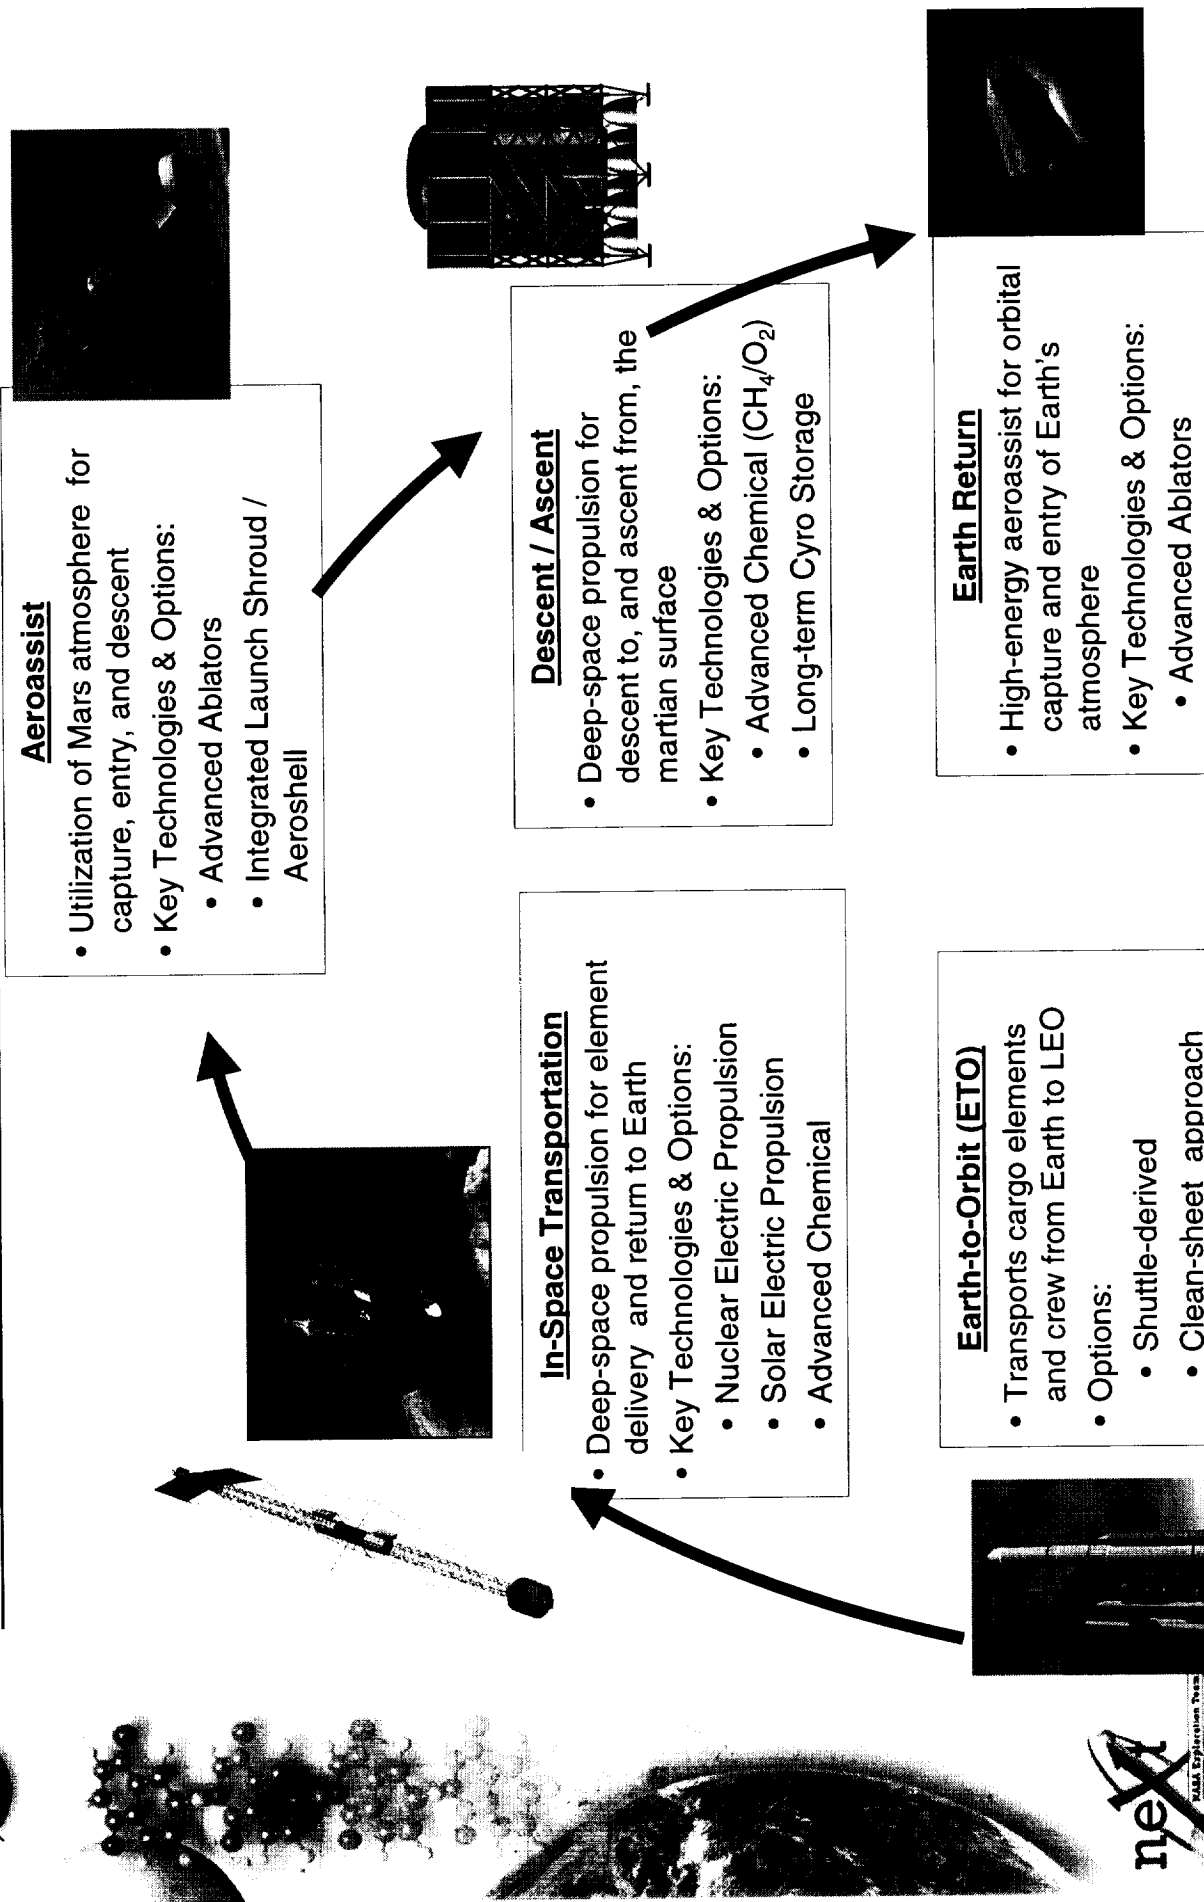 Aeroassist
• Utilization of Mars atmosphere for
capture, entry, and descent
• Key Technologies & Options:
• Advanced Ablators
• Integrated Launch Shroud /
Aeroshell
In-Space Transportation
• Deep-space propulsion for element
delivery and return to Earth
• Key Technologies & Options:
• Nuclear Electric Propulsion
• Solar Electric Propulsion
• Advanced Chemical
Descent / Ascent
• Deep-space propulsion for
descent to, and ascent from, the
martian surface
• Key Technologies & Options:
• Advanced Chemical (CH₄/O₂)
• Long-term Cyro Storage
Earth-to-Orbit (ETO)
• Transports cargo elements
and crew from Earth to LEO
• Options:
• Shuttle-derived
• Clean-sheet approach
Earth Return
• High-energy aeroassist for orbital
capture and entry of Earth's
atmosphere
• Key Technologies & Options:
• Advanced Ablators
neXt
NASA Exploration Team